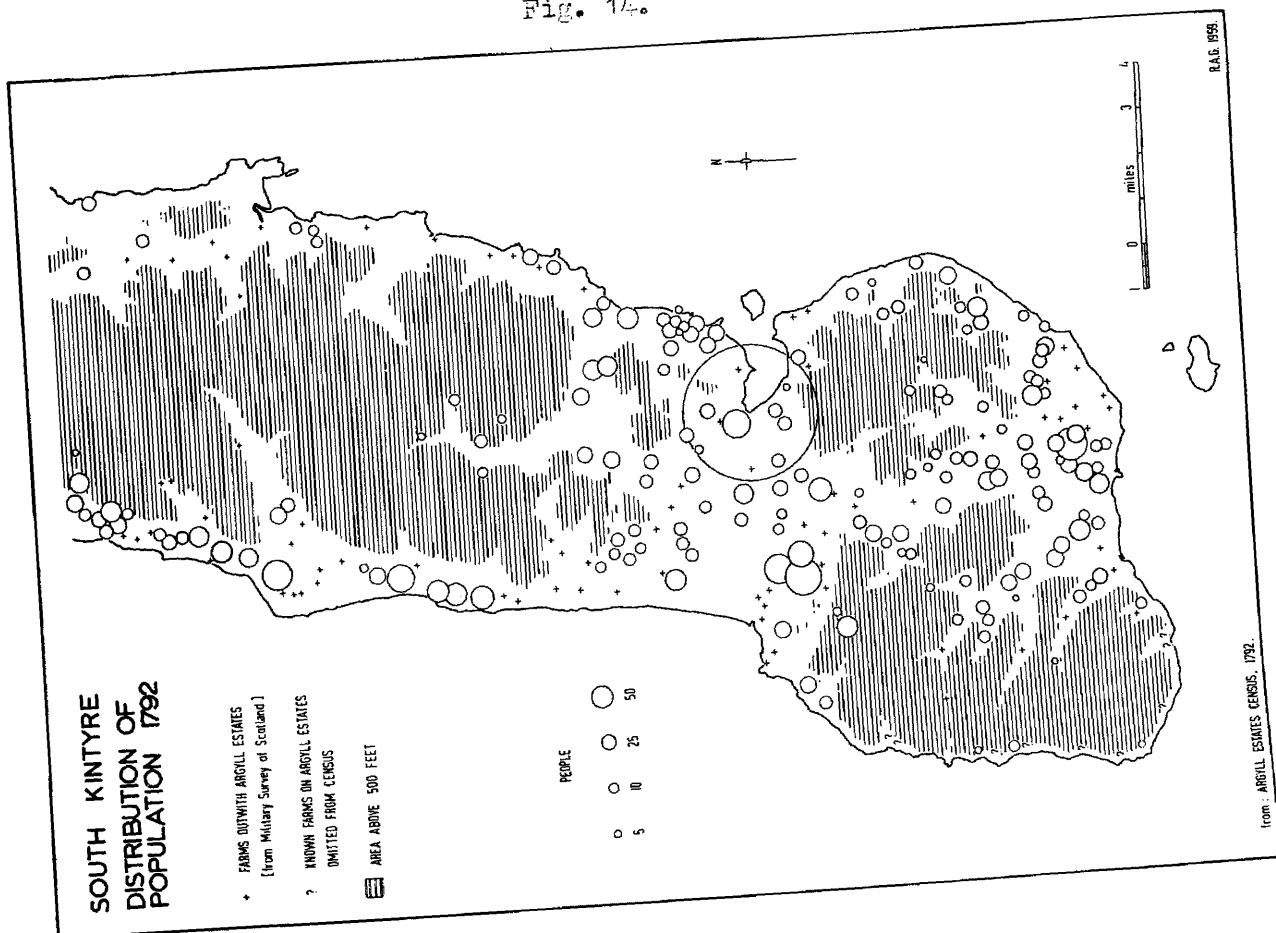 Fig. 14.
SOUTH KINTYRE
DISTRIBUTION OF
POPULATION 1792
+ FARMS OUTWITH ARGYLL ESTATES
[from Military Survey of Scotland]
? KNOWN FARMS ON ARGYLL ESTATES
OMITTED FROM CENSUS
AREA ABOVE 500 FEET
PEOPLE
5 10 25 50
N
1 0 miles 3 4
from: ARGYLL ESTATES CENSUS, 1792.
R.A.G. 1959.